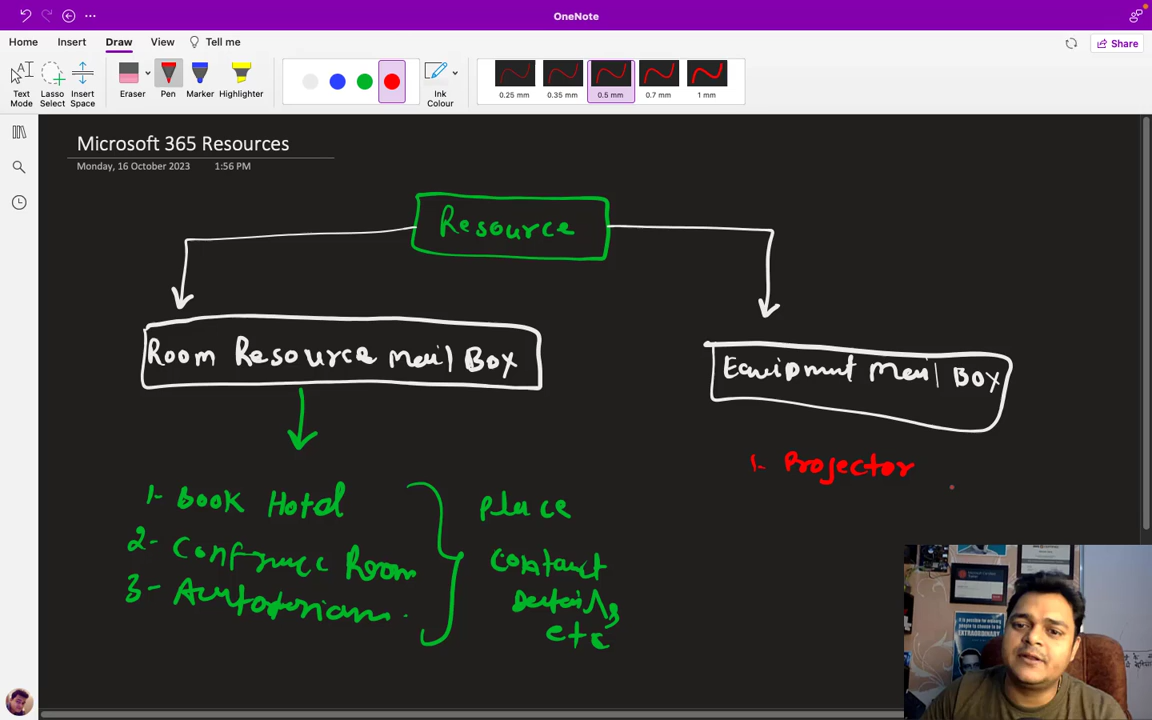 OneNote
Home Insert Draw View Tell me
Share
Text Mode
Lasso Select
Insert Space
Eraser
Pen
Marker
Highlighter
Ink Colour
0.25 mm
0.35 mm
0.5 mm
0.7 mm
1 mm
Microsoft 365 Resources
Monday, 16 October 2023 1:56 PM
Resource
Room Resource Mail Box
Equipment Mail Box
1- Projector
1- Book Hotel
Place
2- Confrence Room
Contact
3-
Details
etc
EXTRAORDINARY